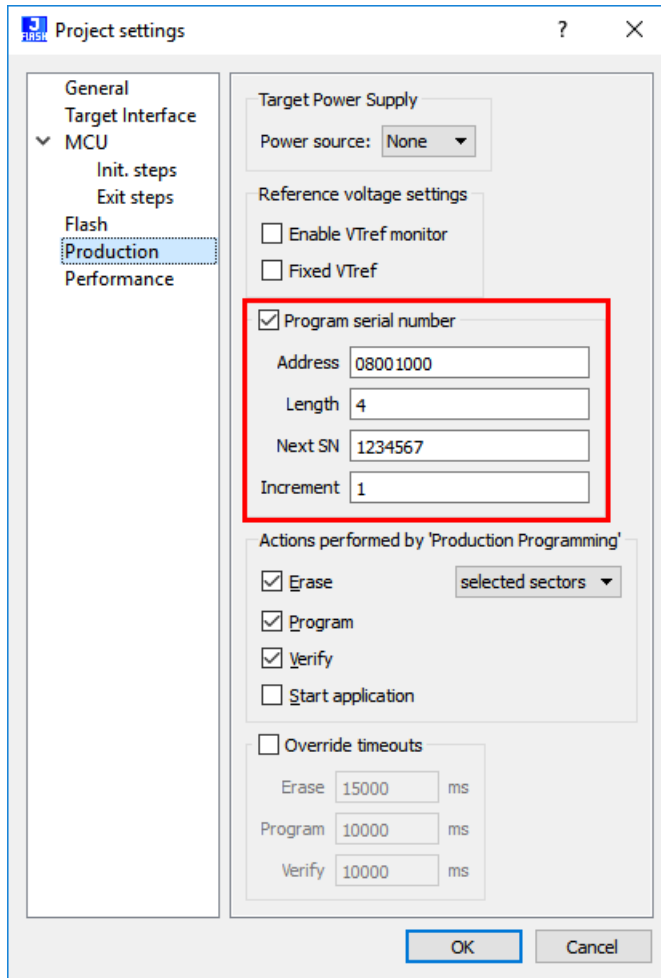 J
FLASH
Project settings
?
General
Target Interface
MCU
Init. steps
Exit steps
Flash
Production
Performance
Target Power Supply
Power source: None
Reference voltage settings
Enable VTref monitor
Fixed VTref
Program serial number
Address 08001000
Length 4
Next SN 1234567
Increment 1
Actions performed by 'Production Programming'
Erase selected sectors
Program
Verify
Start application
Override timeouts
Erase 15000 ms
Program 10000 ms
Verify 10000 ms
OK Cancel